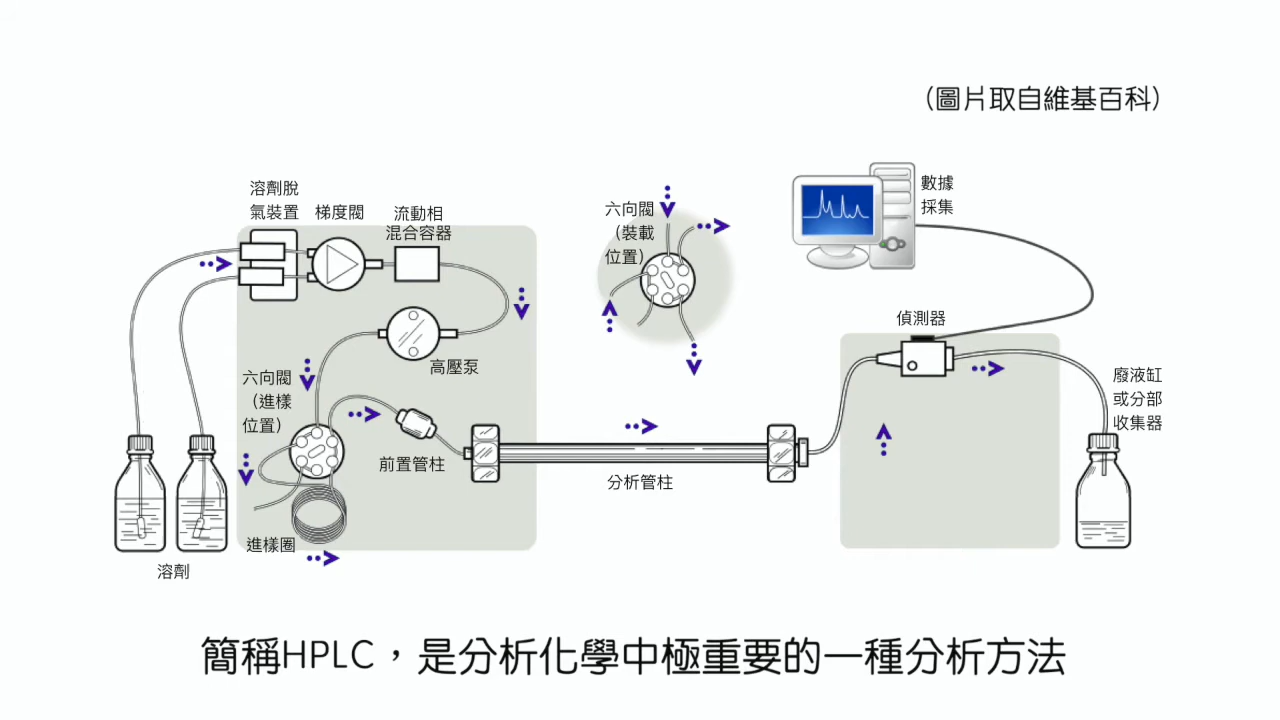 （圖片取自維基百科）
溶劑脫
氣裝置
梯度閥
流動相
混合容器
六向閥
（裝載
位置）
數據
採集
偵測器
高壓泵
六向閥
（進樣
位置）
廢液缸
或分部
收集器
前置管柱
分析管柱
進樣圈
溶劑
簡稱HPLC，是分析化學中極重要的一種分析方法